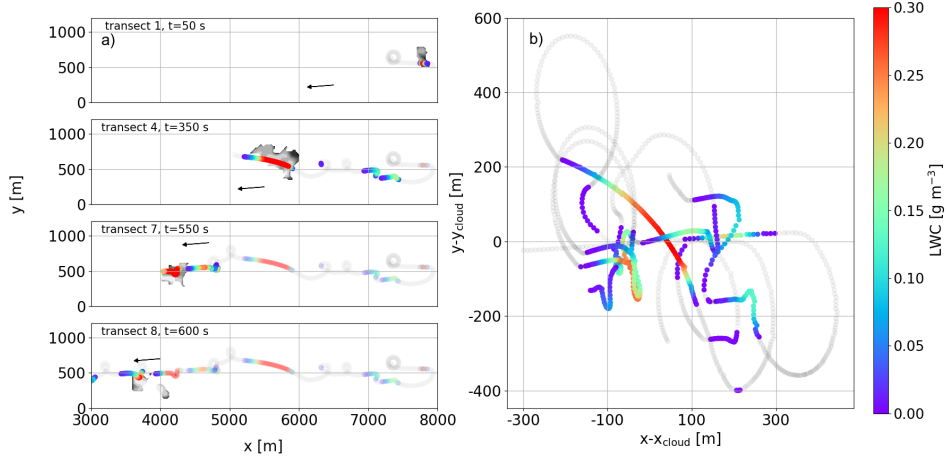 transect 1, t=50 s
a)
1000
500
0
transect 4, t=350 s
1000
500
0
transect 7, t=550 s
1000
500
0
transect 8, t=600 s
1000
500
0
3000 4000 5000 6000 7000 8000
x [m]
y [m]
b)
600
400
200
0
-200
-400
-300 -100 100 300
x-xcloud [m]
y-ycloud [m]
0.30
0.25
0.20
0.15
0.10
0.05
0.00
LWC [g m⁻³]